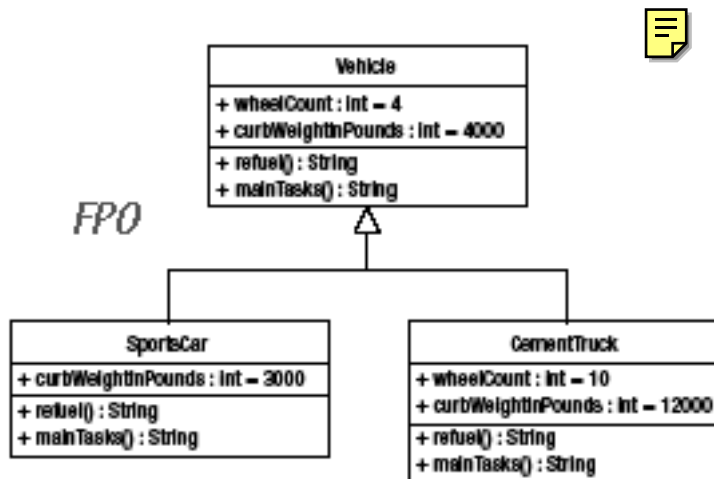 Vehicle
+ wheelCount : int = 4
+ curbWeightInPounds : int = 4000
+ refuel() : String
+ mainTasks() : String
FPO
SportsCar
+ curbWeightInPounds : int = 3000
+ refuel() : String
+ mainTasks() : String
CementTruck
+ wheelCount : int = 10
+ curbWeightInPounds : int = 12000
+ refuel() : String
+ mainTasks() : String